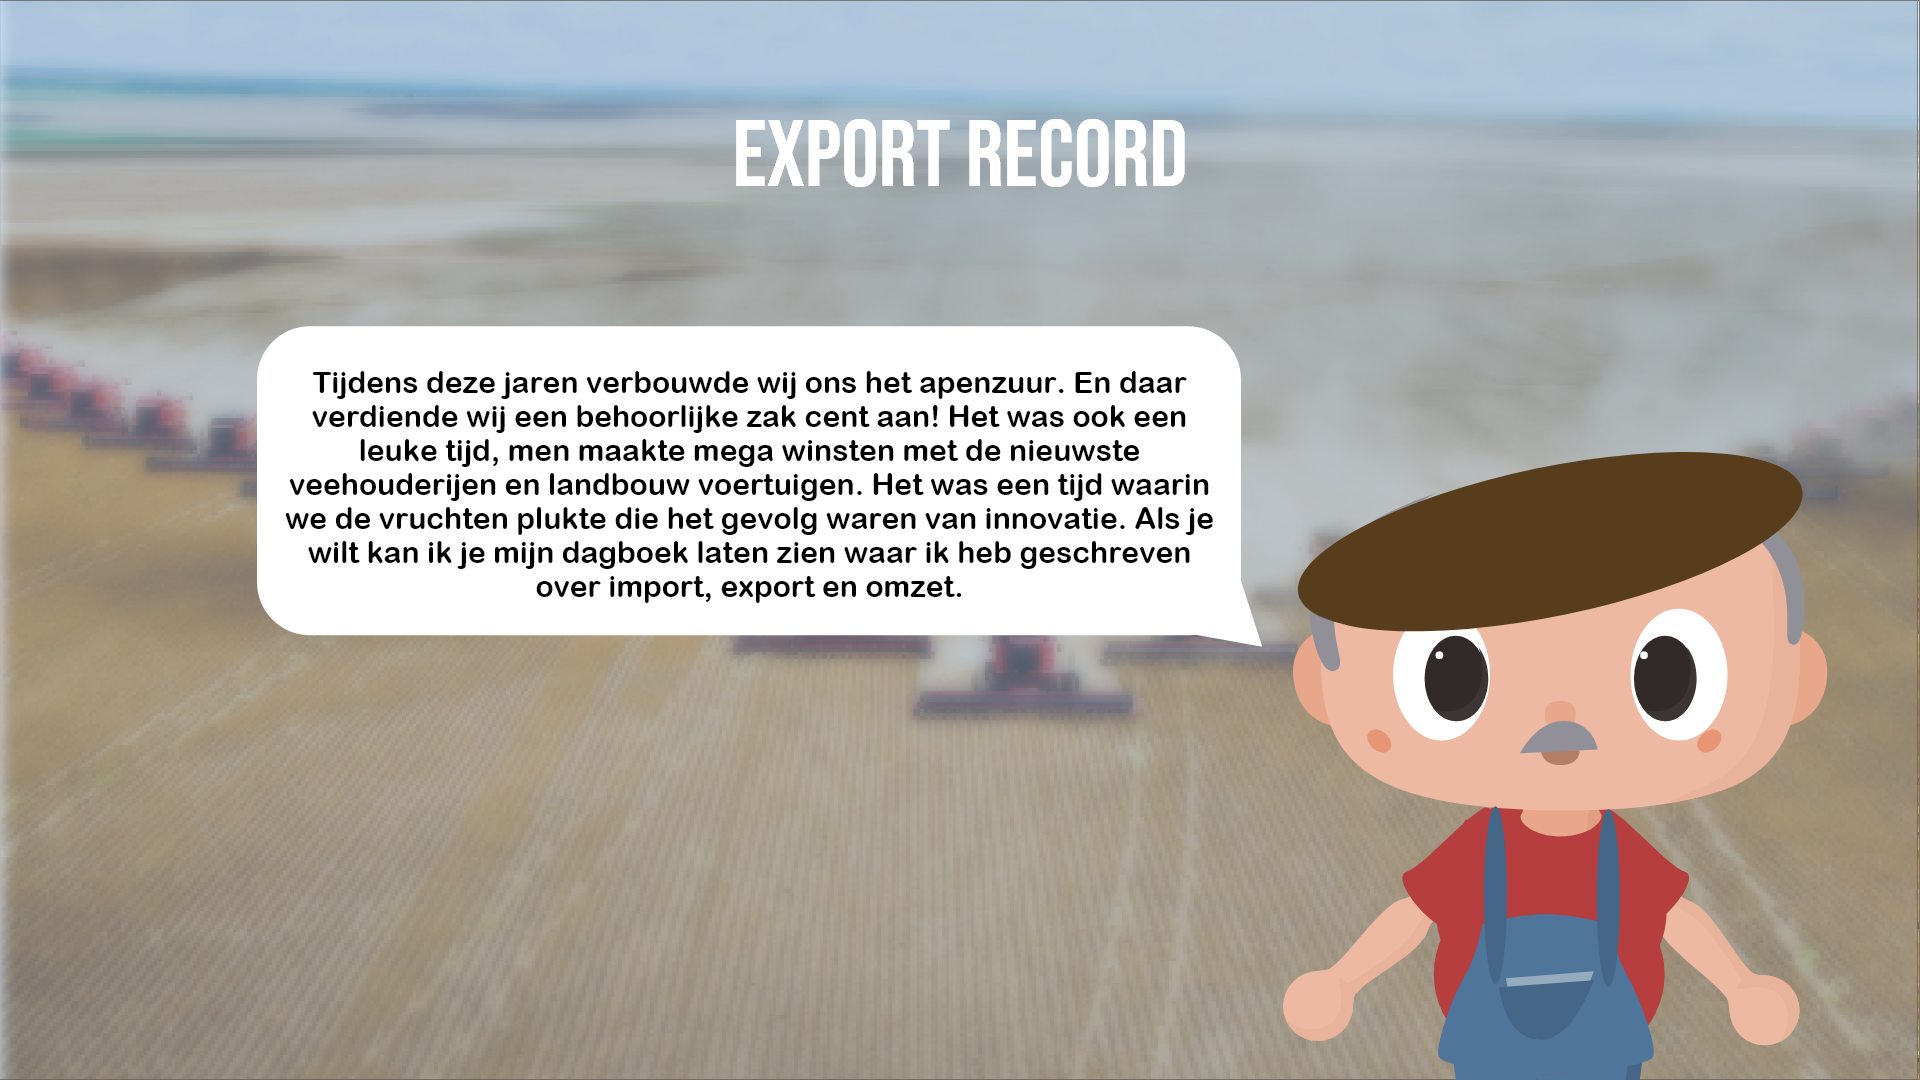 EXPORT RECORD
Tijdens deze jaren verbouwde wij ons het apenzuur. En daar
verdiende wij een behoorlijke zak cent aan! Het was ook een
leuke tijd, men maakte mega winsten met de nieuwste
veehouderijen en landbouw voertuigen. Het was een tijd waarin
we de vruchten plukte die het gevolg waren van innovatie. Als je
wilt kan ik je mijn dagboek laten zien waar ik heb geschreven
over import, export en omzet.